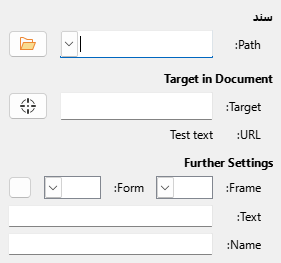 سند
Path:
Target in Document
Target:
URL: Test text
Further Settings
Frame: Form:
Text:
Name: